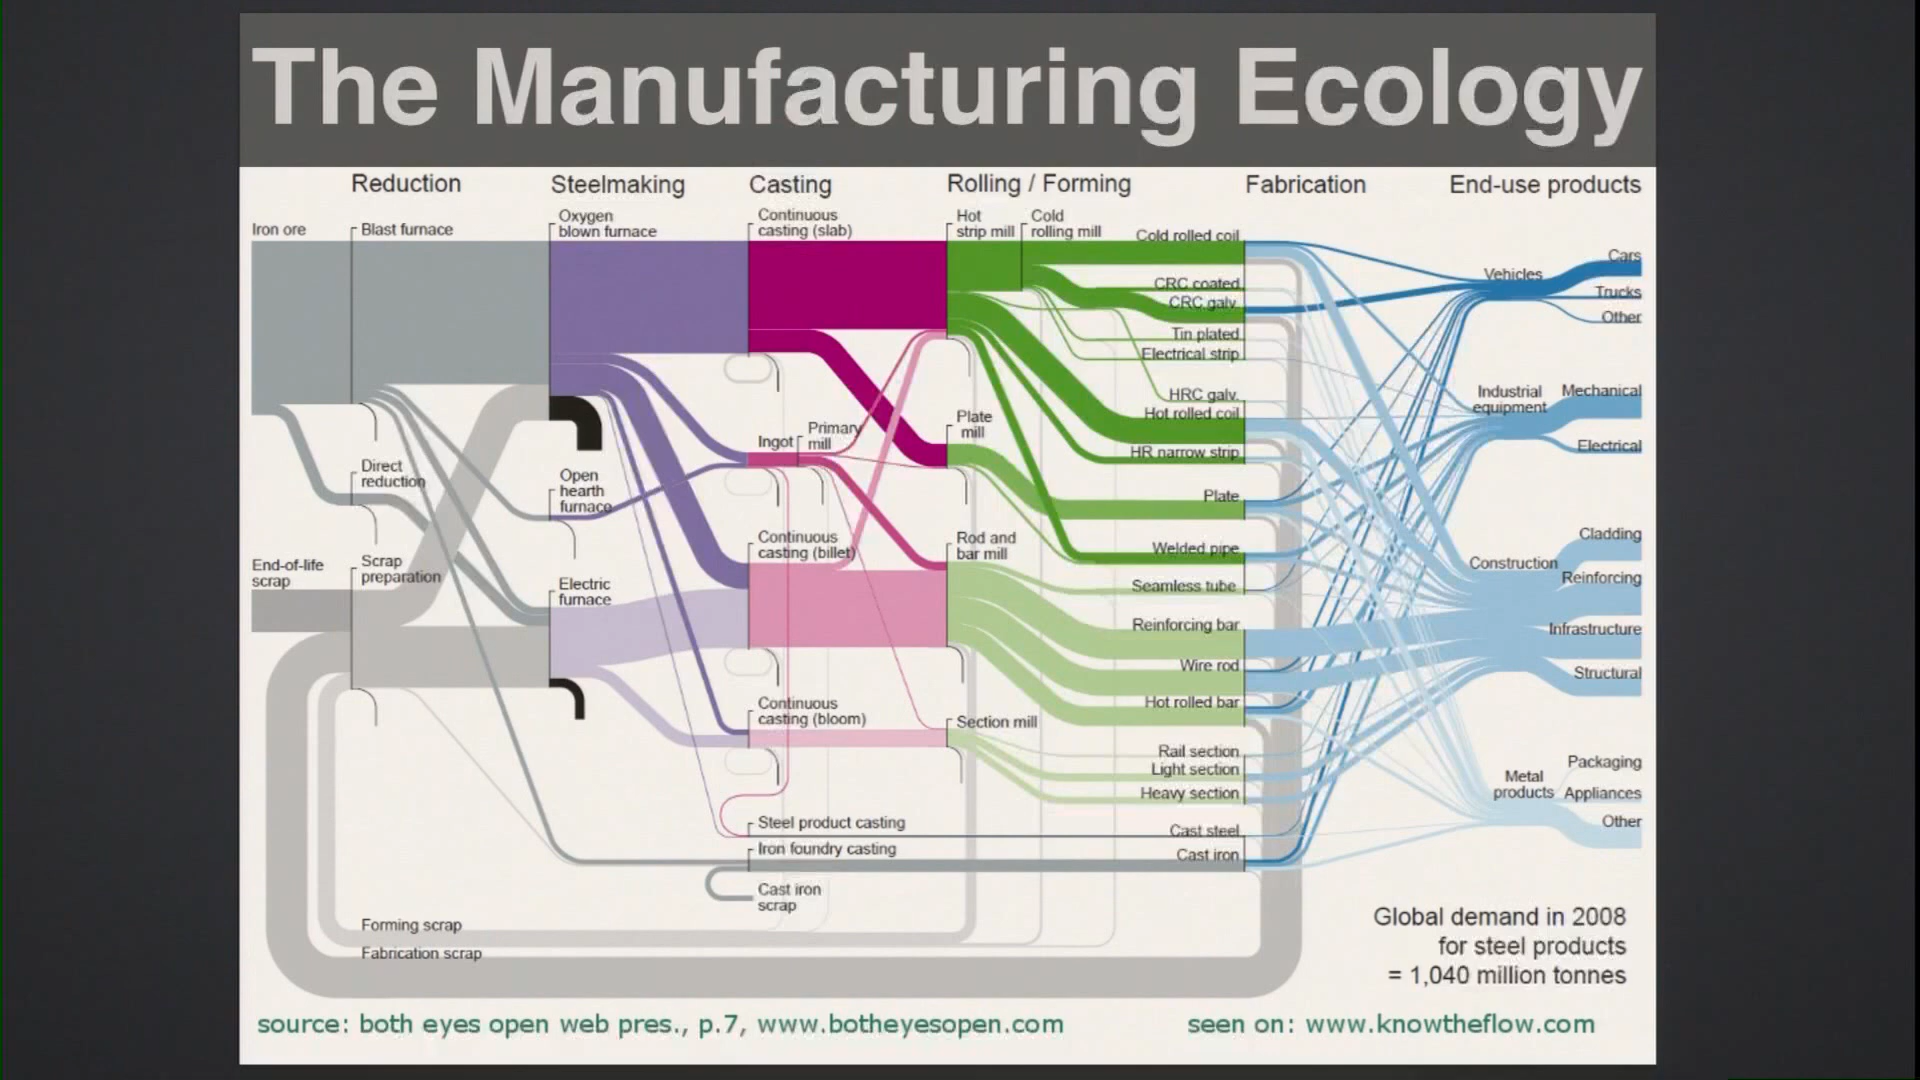 The Manufacturing Ecology
Reduction
Steelmaking
Casting
Rolling / Forming
Fabrication
End-use products
Iron ore
Blast furnace
Oxygen
blown furnace
Continuous
casting (slab)
Hot
strip mill
Cold
rolling mill
Cold rolled coil
CRC coated
CRC galv.
Tin plated
Electrical strip
HRC galv.
Hot rolled coil
HR narrow strip
Plate
Welded pipe
Seamless tube
Reinforcing bar
Wire rod
Hot rolled bar
Rail section
Light section
Heavy section
Cast steel
Cast iron
Vehicles
Cars
Trucks
Other
Industrial
equipment
Mechanical
Electrical
Construction
Cladding
Reinforcing
Infrastructure
Structural
Metal
products
Packaging
Appliances
Other
Direct
reduction
Open
hearth
furnace
Ingot
Primary
mill
Plate
mill
End-of-life
scrap
Scrap
preparation
Electric
furnace
Continuous
casting (billet)
Rod and
bar mill
Continuous
casting (bloom)
Section mill
Steel product casting
Iron foundry casting
Cast iron
scrap
Forming scrap
Fabrication scrap
Global demand in 2008
for steel products
= 1,040 million tonnes
source: both eyes open web pres., p.7, www.botheyesopen.com
seen on: www.knowtheflow.com